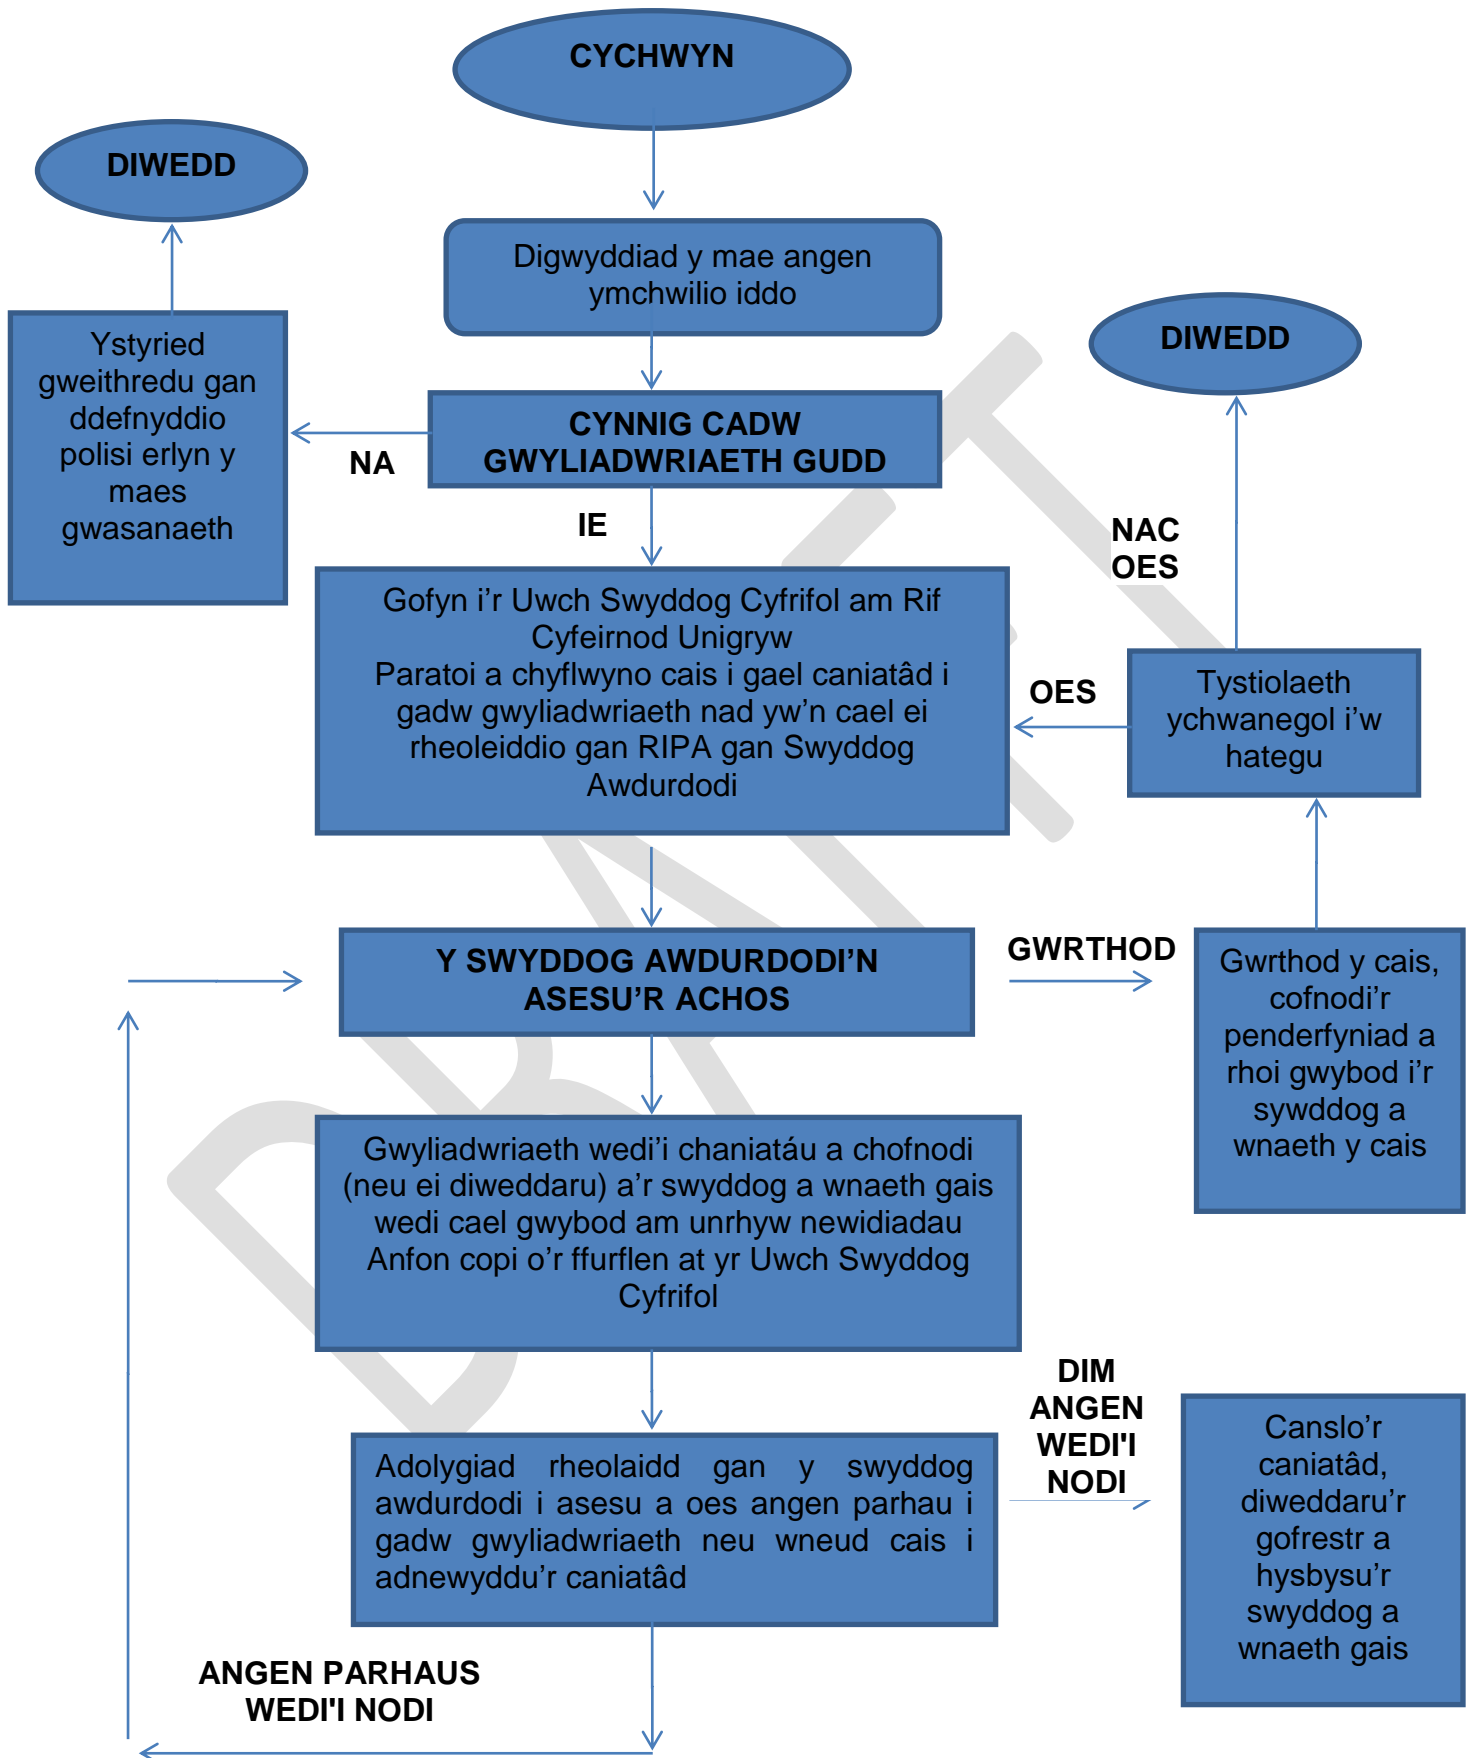 CYCHWYN
DIWEDD
Digwyddiad y mae angen
ymchwilio iddo
Ystyried
gweithredu gan
ddefnyddio
polisi erlyn y
maes
gwasanaeth
DIWEDD
CYNNIG CADW
GWYLIADWRIAETH GUDD
NA
IE
NAC
OES
Gofyn i'r Uwch Swyddog Cyfrifol am Rif
Cyfeirnod Unigryw
Paratoi a chyflwyno cais i gael caniatâd i
gadw gwyliadwriaeth nad yw'n cael ei
rheoleiddio gan RIPA gan Swyddog
Awdurdodi
OES
Tystiolaeth
ychwanegol i'w
hategu
Y SWYDDOG AWDURDODI'N
ASESU'R ACHOS
GWRTHOD
Gwrthod y cais,
cofnodi'r
penderfyniad a
rhoi gwybod i'r
sywddog a
wnaeth y cais
Gwyliadwriaeth wedi'i chaniatáu a chofnodi
(neu ei diweddaru) a'r swyddog a wnaeth gais
wedi cael gwybod am unrhyw newidiadau
Anfon copi o'r ffurflen at yr Uwch Swyddog
Cyfrifol
DIM
ANGEN
WEDI'I
NODI
Adolygiad rheolaidd gan y swyddog
awdurdodi i asesu a oes angen parhau i
gadw gwyliadwriaeth neu wneud cais i
adnewyddu'r caniatâd
Canslo'r
caniatâd,
diweddaru'r
gofrestr a
hysbysu'r
swyddog a
wnaeth gais
ANGEN PARHAUS
WEDI'I NODI
DRAFT